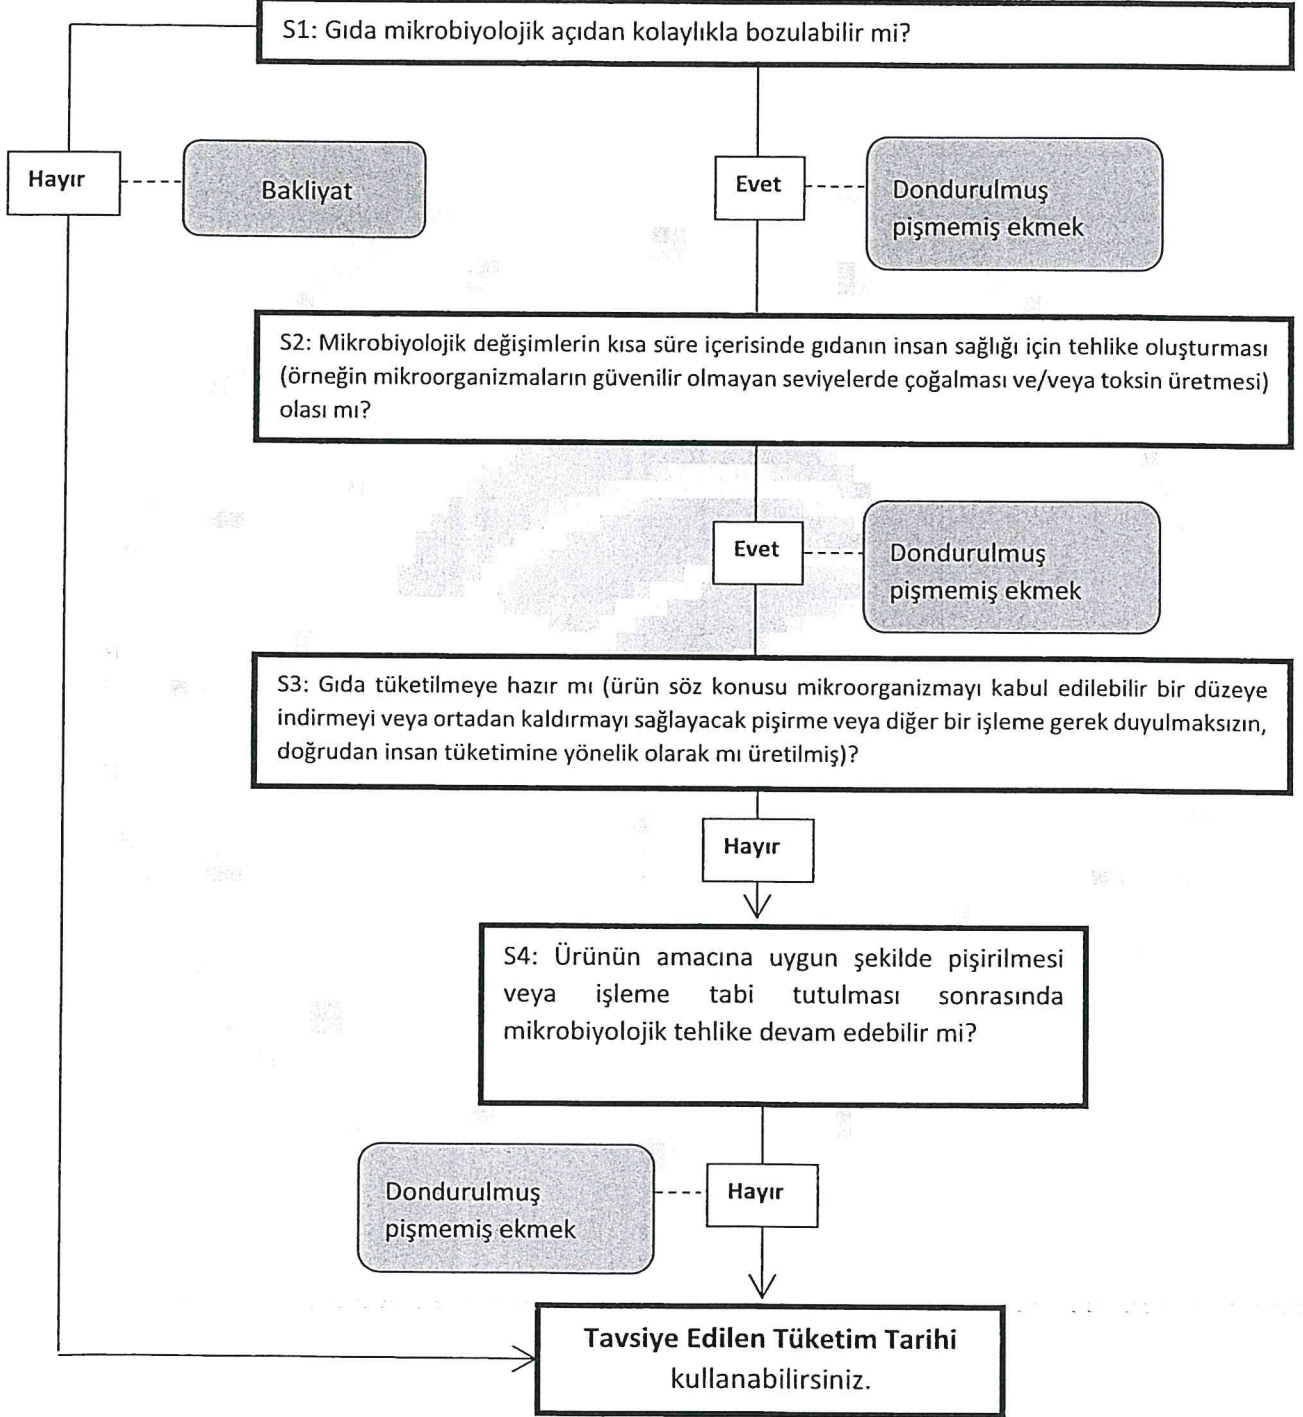 S1: Gıda mikrobiyolojik açıdan kolaylıkla bozulabilir mi?
Hayır
Bakliyat
Evet
Dondurulmuş
pişmemiş ekmek
S2: Mikrobiyolojik değişimlerin kısa süre içerisinde gıdanın insan sağlığı için tehlike oluşturması
(örneğin mikroorganizmaların güvenilir olmayan seviyelerde çoğalması ve/veya toksin üretmesi)
olası mı?
Evet
Dondurulmuş
pişmemiş ekmek
S3: Gıda tüketilmeye hazır mı (ürün söz konusu mikroorganizmayı kabul edilebilir bir düzeye
indirmeyi veya ortadan kaldırmayı sağlayacak pişirme veya diğer bir işleme gerek duyulmaksızın,
doğrudan insan tüketimine yönelik olarak mı üretilmiş)?
Hayır
S4: Ürünün amacına uygun şekilde pişirilmesi
veya işleme tabi tutulması sonrasında
mikrobiyolojik tehlike devam edebilir mi?
Dondurulmuş
pişmemiş ekmek
Hayır
Tavsiye Edilen Tüketim Tarihi
kullanabilirsiniz.